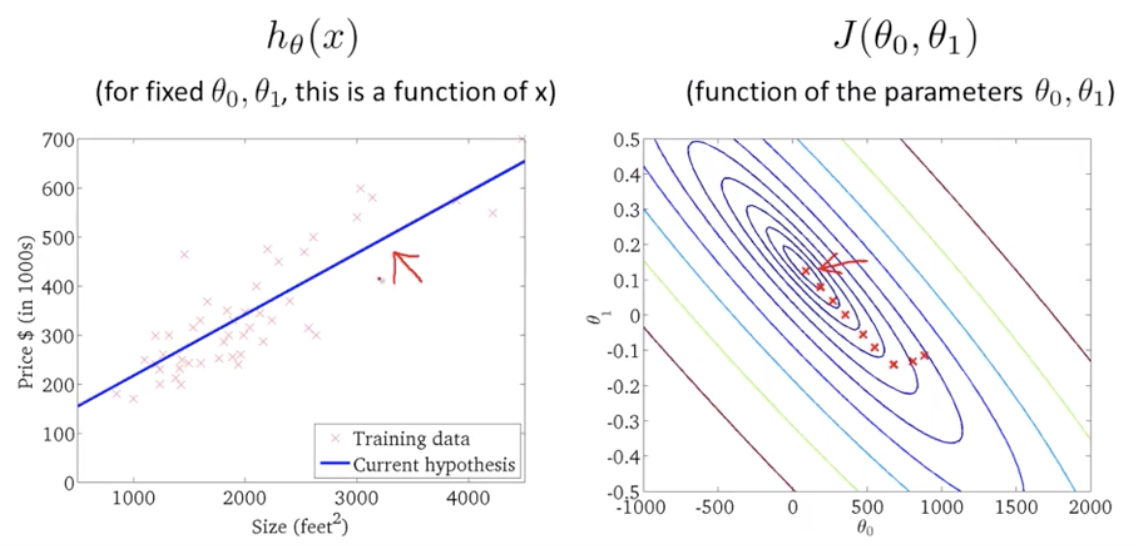 hθ(x)
(for fixed θ0, θ1, this is a function of x)
700
600
500
400
300
200
100
0
Price $ (in 1000s)
1000 2000 3000 4000
Size (feet²)
Training data
Current hypothesis
J(θ0, θ1)
(function of the parameters θ0, θ1)
0.5
0.4
0.3
0.2
0.1
0
-0.1
-0.2
-0.3
-0.4
-0.5
θ1
-1000 -500 0 500 1000 1500 2000
θ0